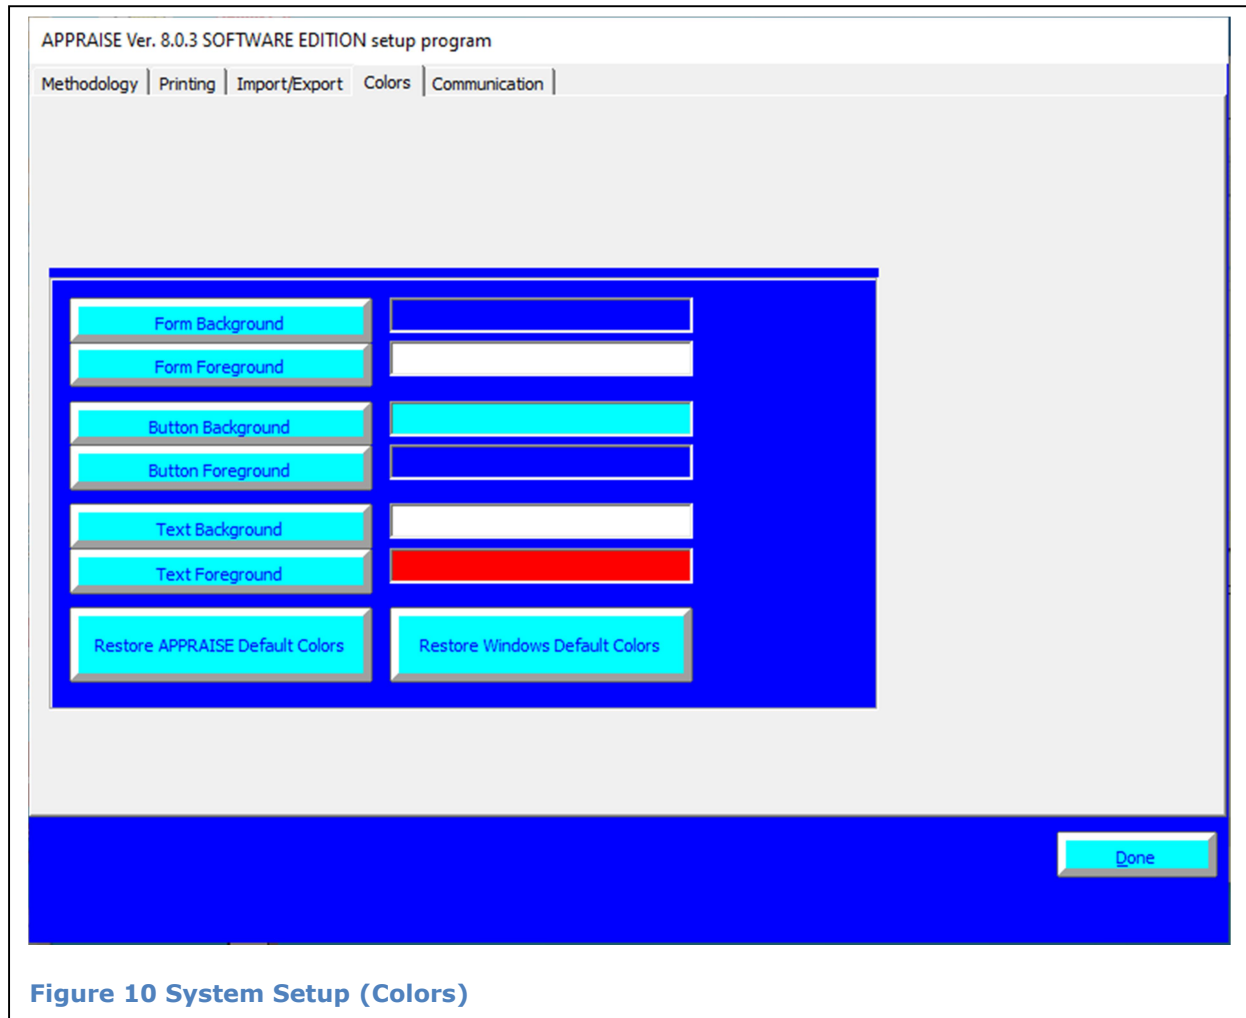 APPRAISE Ver. 8.0.3 SOFTWARE EDITION setup program
Methodology Printing Import/Export Colors Communication
Form Background
Form Foreground
Button Background
Button Foreground
Text Background
Text Foreground
Restore APPRAISE Default Colors Restore Windows Default Colors
Done
Figure 10 System Setup (Colors)